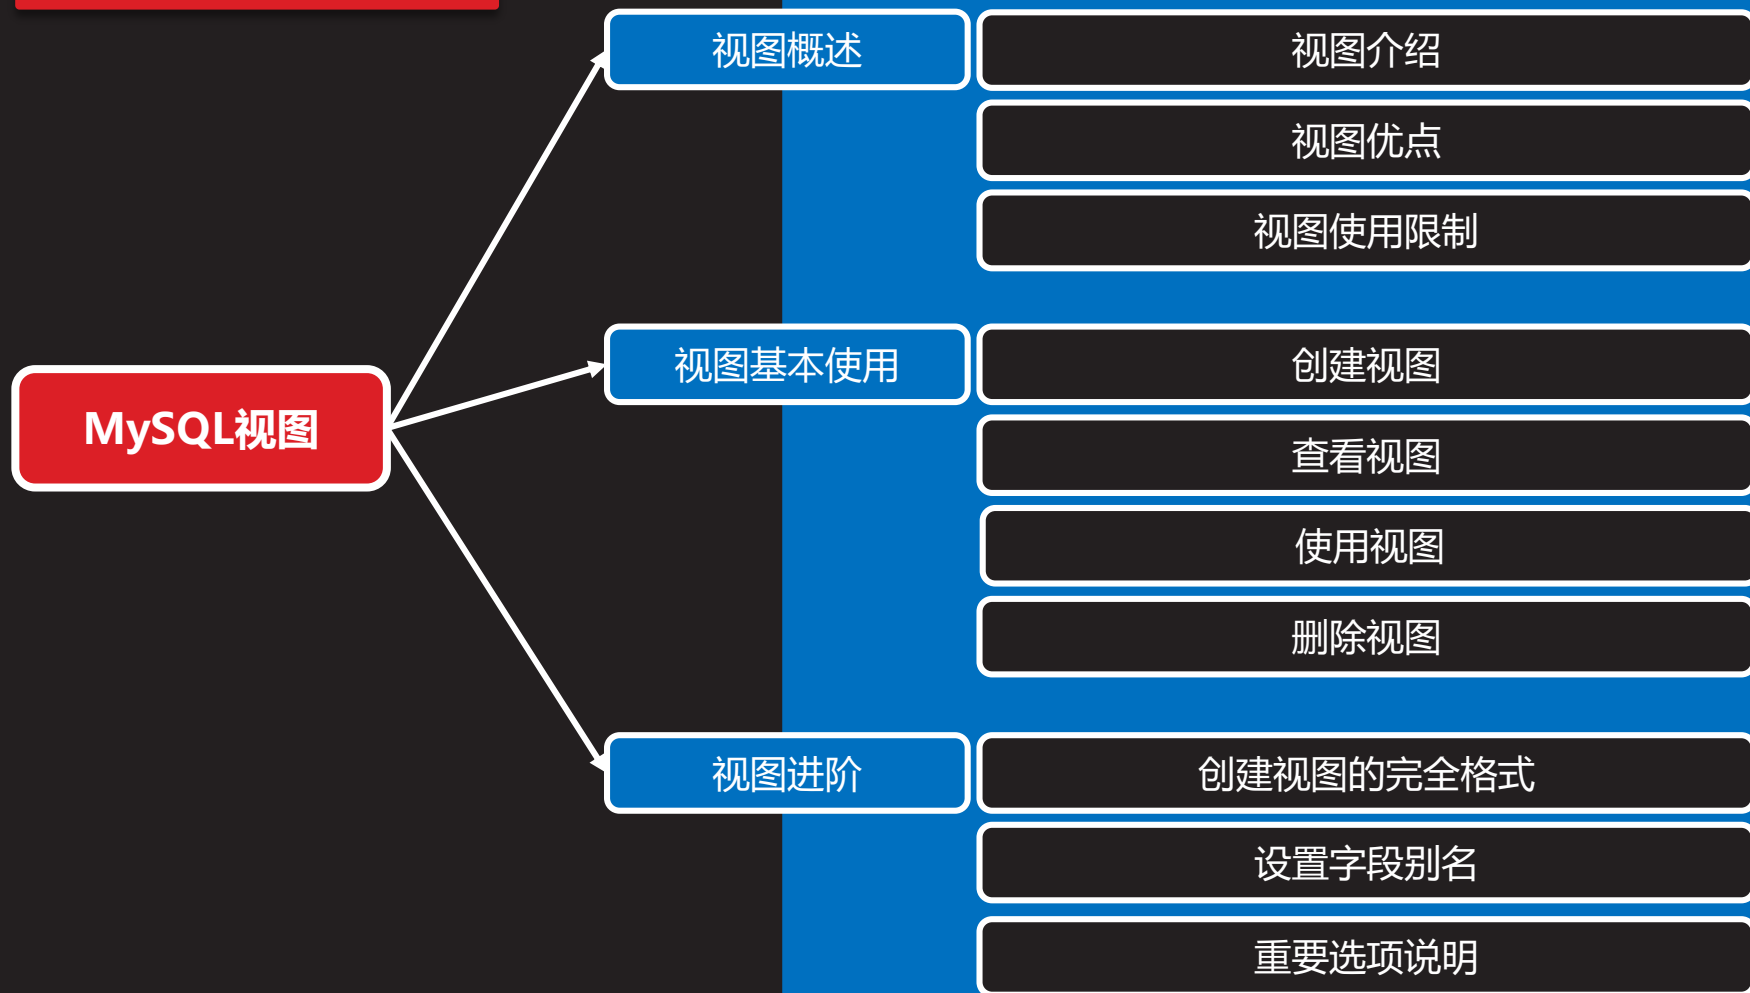 视图概述
视图介绍
视图优点
视图使用限制
MySQL视图
视图基本使用
创建视图
查看视图
使用视图
删除视图
视图进阶
创建视图的完全格式
设置字段别名
重要选项说明